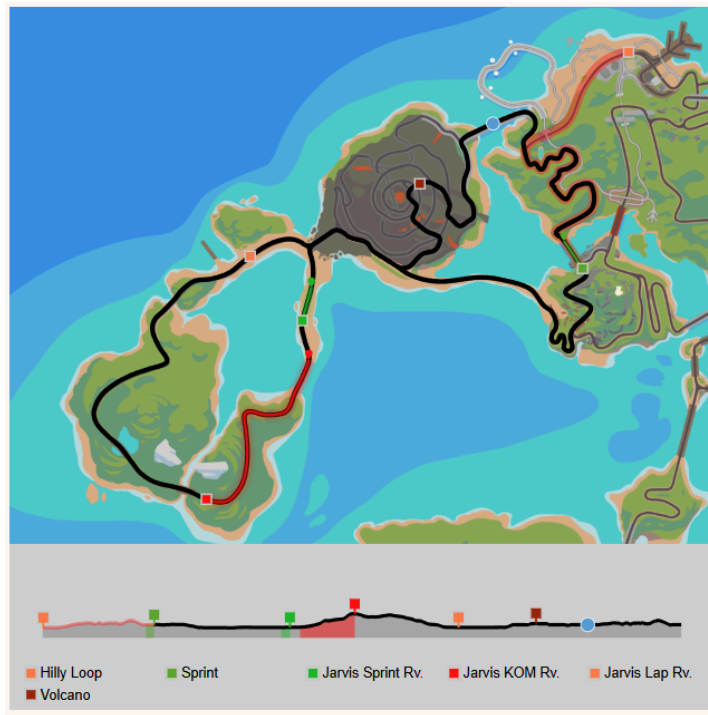 Hilly Loop
Sprint
Jarvis Sprint Rv.
Jarvis KOM Rv.
Jarvis Lap Rv.
Volcano